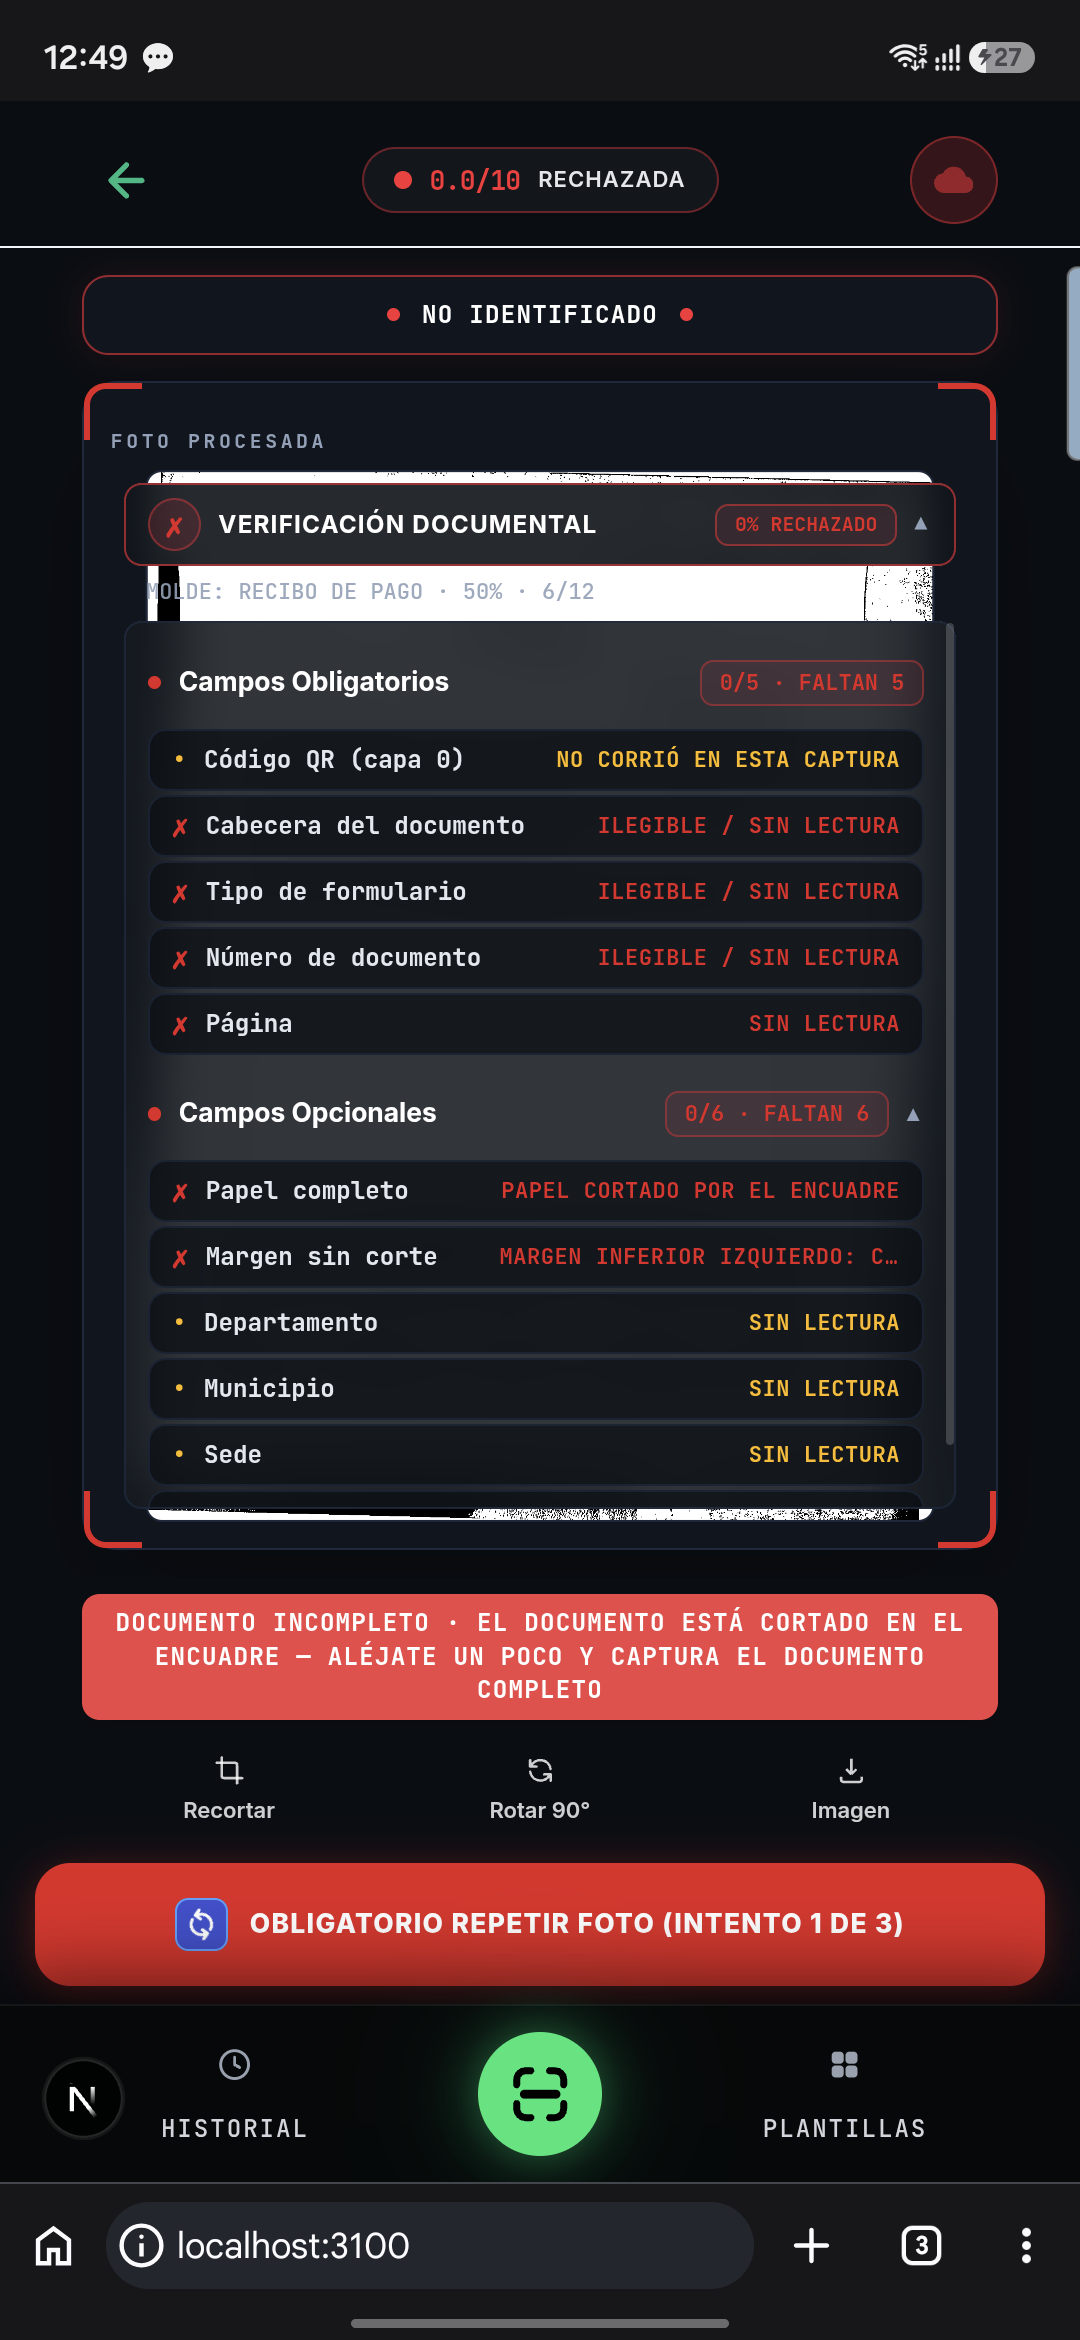 12:49
5
27
0.0/10 RECHAZADA
NO IDENTIFICADO
FOTO PROCESADA
✗ VERIFICACIÓN DOCUMENTAL 0% RECHAZADO ▲
MOLDE: RECIBO DE PAGO · 50% · 6/12
Campos Obligatorios 0/5 · FALTAN 5
• Código QR (capa 0) NO CORRIÓ EN ESTA CAPTURA
✗ Cabecera del documento ILEGIBLE / SIN LECTURA
✗ Tipo de formulario ILEGIBLE / SIN LECTURA
✗ Número de documento ILEGIBLE / SIN LECTURA
✗ Página SIN LECTURA
Campos Opcionales 0/6 · FALTAN 6 ▲
✗ Papel completo PAPEL CORTADO POR EL ENCUADRE
✗ Margen sin corte MARGEN INFERIOR IZQUIERDO: C…
• Departamento SIN LECTURA
• Municipio SIN LECTURA
• Sede SIN LECTURA
DOCUMENTO INCOMPLETO · EL DOCUMENTO ESTÁ CORTADO EN EL
ENCUADRE — ALÉJATE UN POCO Y CAPTURA EL DOCUMENTO
COMPLETO
Recortar Rotar 90° Imagen
OBLIGATORIO REPETIR FOTO (INTENTO 1 DE 3)
N HISTORIAL PLANTILLAS
localhost:3100 3